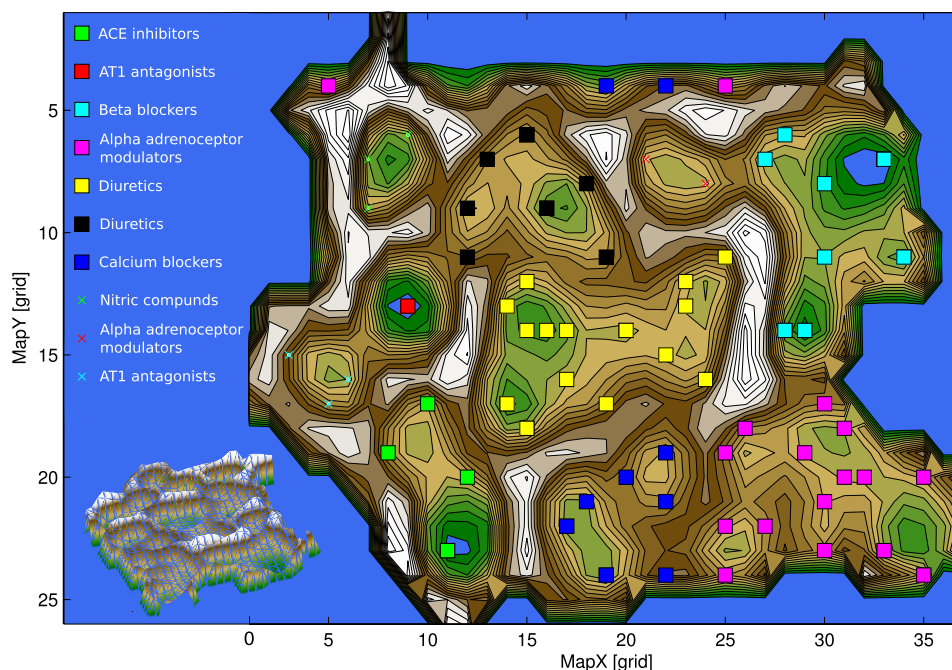 ACE inhibitors
AT1 antagonists
Beta blockers
Alpha adrenoceptor
modulators
Diuretics
Diuretics
Calcium blockers
Nitric compunds
Alpha adrenoceptor
modulators
AT1 antagonists
MapY [grid]
5
10
15
20
25
0
0
5
10
15
20
25
30
35
MapX [grid]